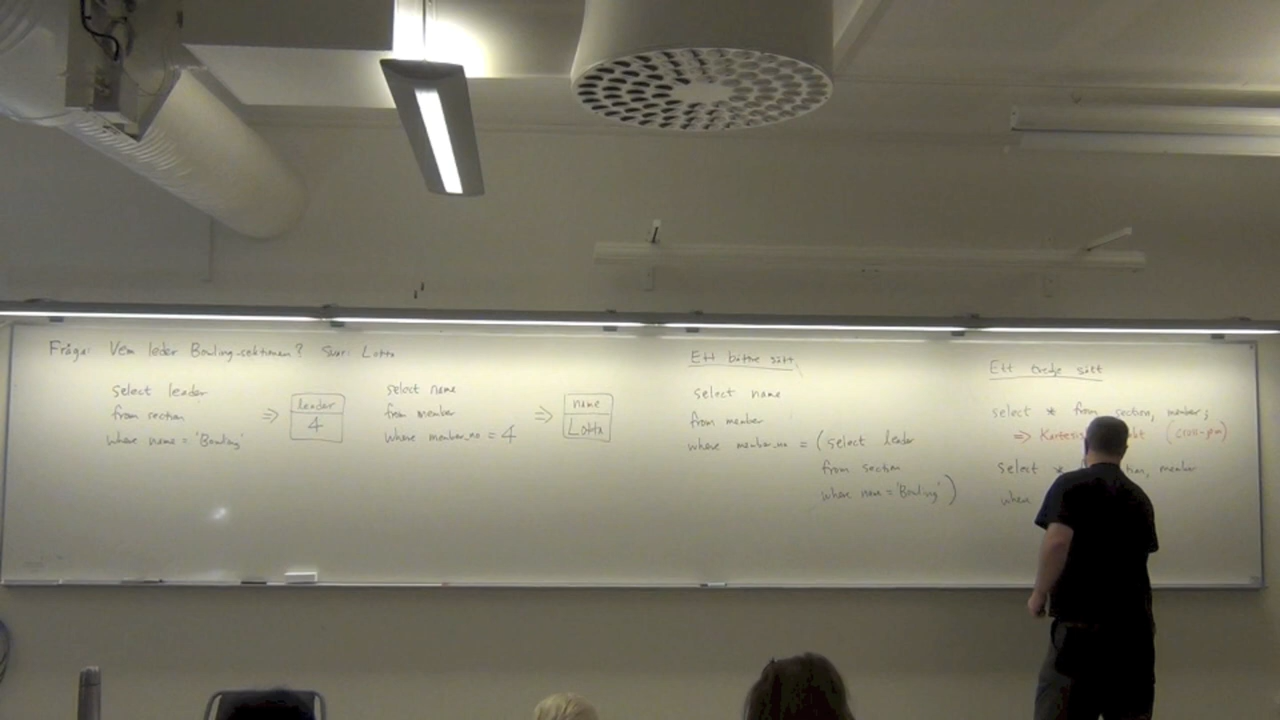 Fråga: Vem leder Bowling-sektionen? Svar: Lotta
select leader
from section
where name = 'Bowling'
⇒
leader
4
select name
from member
where member_no = 4
⇒
name
Lotta
Ett bättre sätt
select name
from member
where member_no = (select leader
from section
where name = 'Bowling')
Ett tredje sätt
select * from section, member;
⇒ (cross-join)
select * member
where